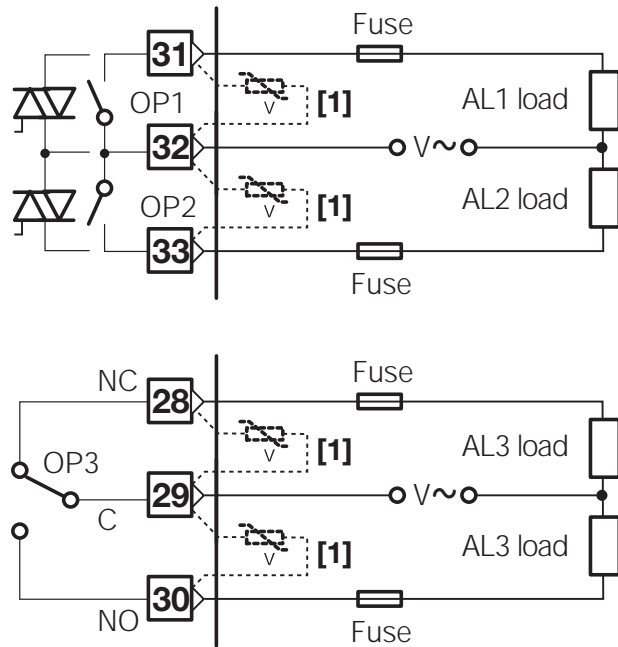 Fuse
31
OP1
V
[1]
AL1 load
32
V~
OP2
V
[1]
AL2 load
33
Fuse
NC
Fuse
28
OP3
V
[1]
AL3 load
29
V~
C
V
[1]
AL3 load
30
NO
Fuse